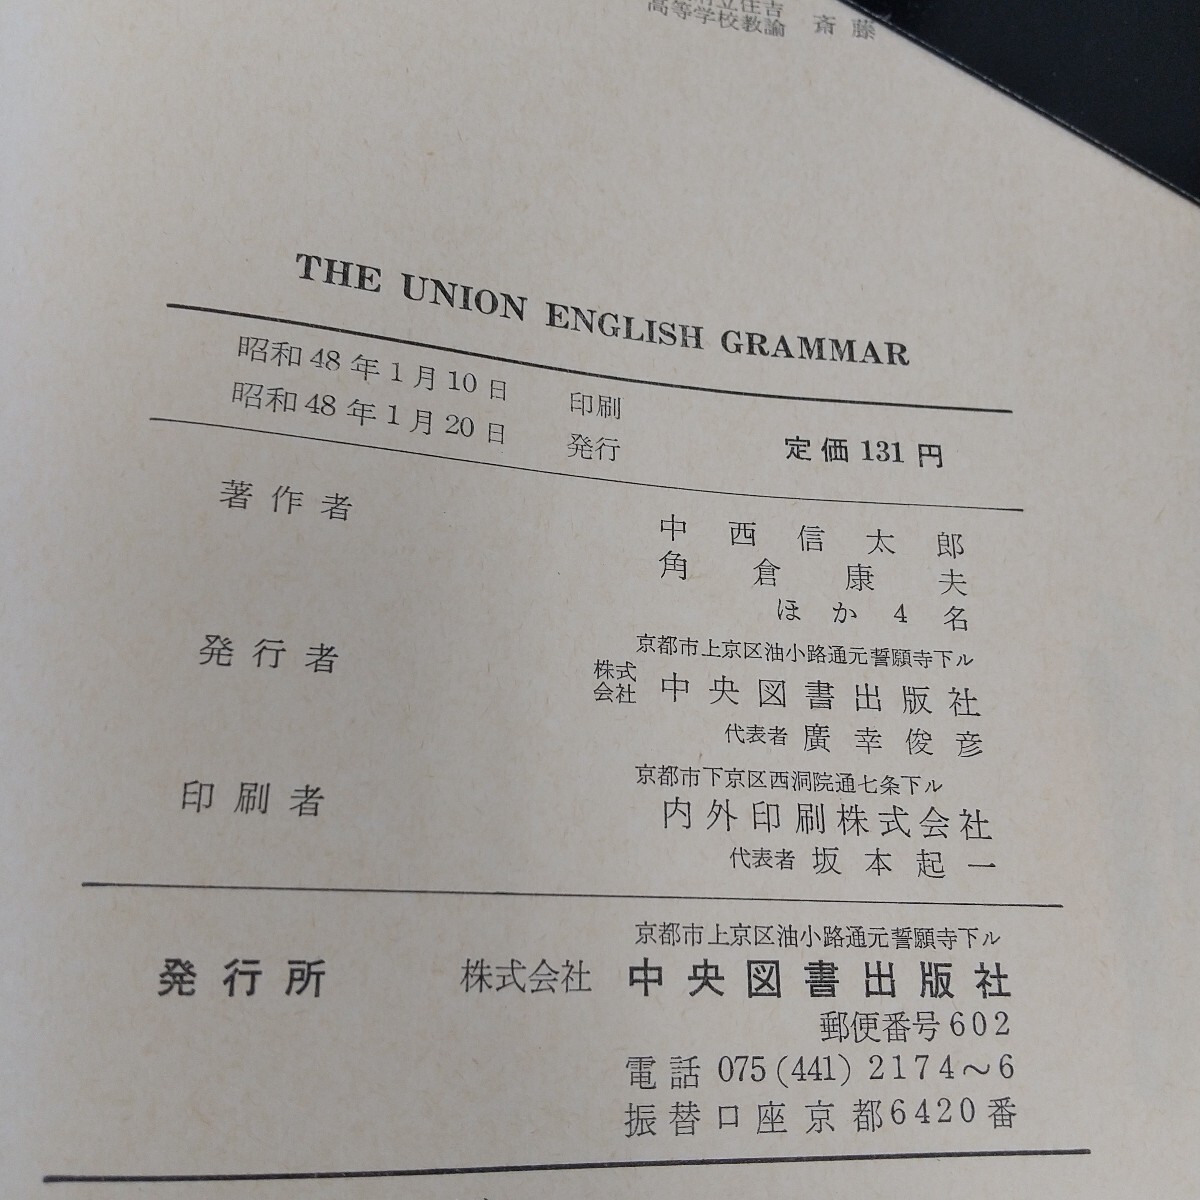 高等学校教諭 斎藤
THE UNION ENGLISH GRAMMAR
昭和48年1月10日 印刷
昭和48年1月20日 発行
定価131円
著作者 中西信太郎
角倉康夫
ほか4名
京都市上京区油小路通元誓願寺下ル
発行者 株式会社 中央図書出版社
代表者 廣幸俊彦
京都市下京区西洞院通七条下ル
印刷者 内外印刷株式会社
代表者 坂本起一
京都市上京区油小路通元誓願寺下ル
発行所 株式会社 中央図書出版社
郵便番号602
電話 075(441)2174~6
振替口座京都6420番